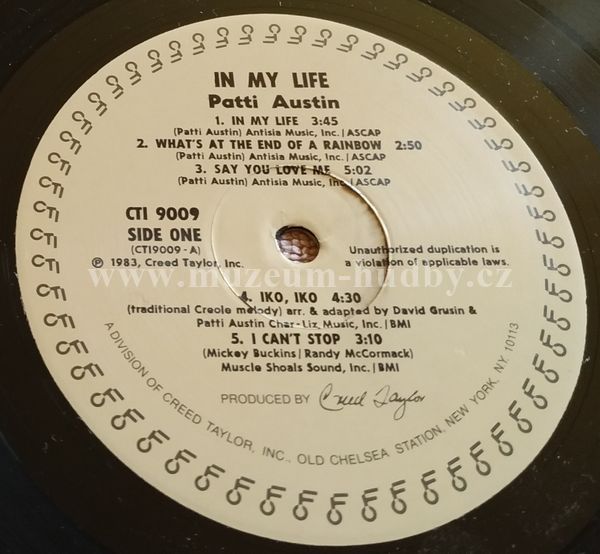 IN MY LIFE
Patti Austin
1. IN MY LIFE 3:45
(Patti Austin) Antisia Music, Inc. / ASCAP
2. WHAT'S AT THE END OF A RAINBOW 2:50
(Patti Austin) Antisia Music, Inc. / ASCAP
3. SAY YOU LOVE ME 5:02
(Patti Austin) Antisia Music, Inc. / ASCAP
CTI 9009
SIDE ONE
(CTI9009-A)
℗ 1983, Creed Taylor, Inc.
Unauthorized duplication is
a violation of applicable laws.
www.muzeum-hudby.cz
4. IKO, IKO 4:30
(traditional Creole melody) arr. & adapted by David Grusin &
Patti Austin Char-Liz Music, Inc. / BMI
5. I CAN'T STOP 3:10
(Mickey Buckins / Randy McCormack)
Muscle Shoals Sound, Inc. / BMI
PRODUCED BY Creed Taylor
A DIVISION OF CREED TAYLOR, INC., OLD CHELSEA STATION, NEW YORK, N.Y. 10113